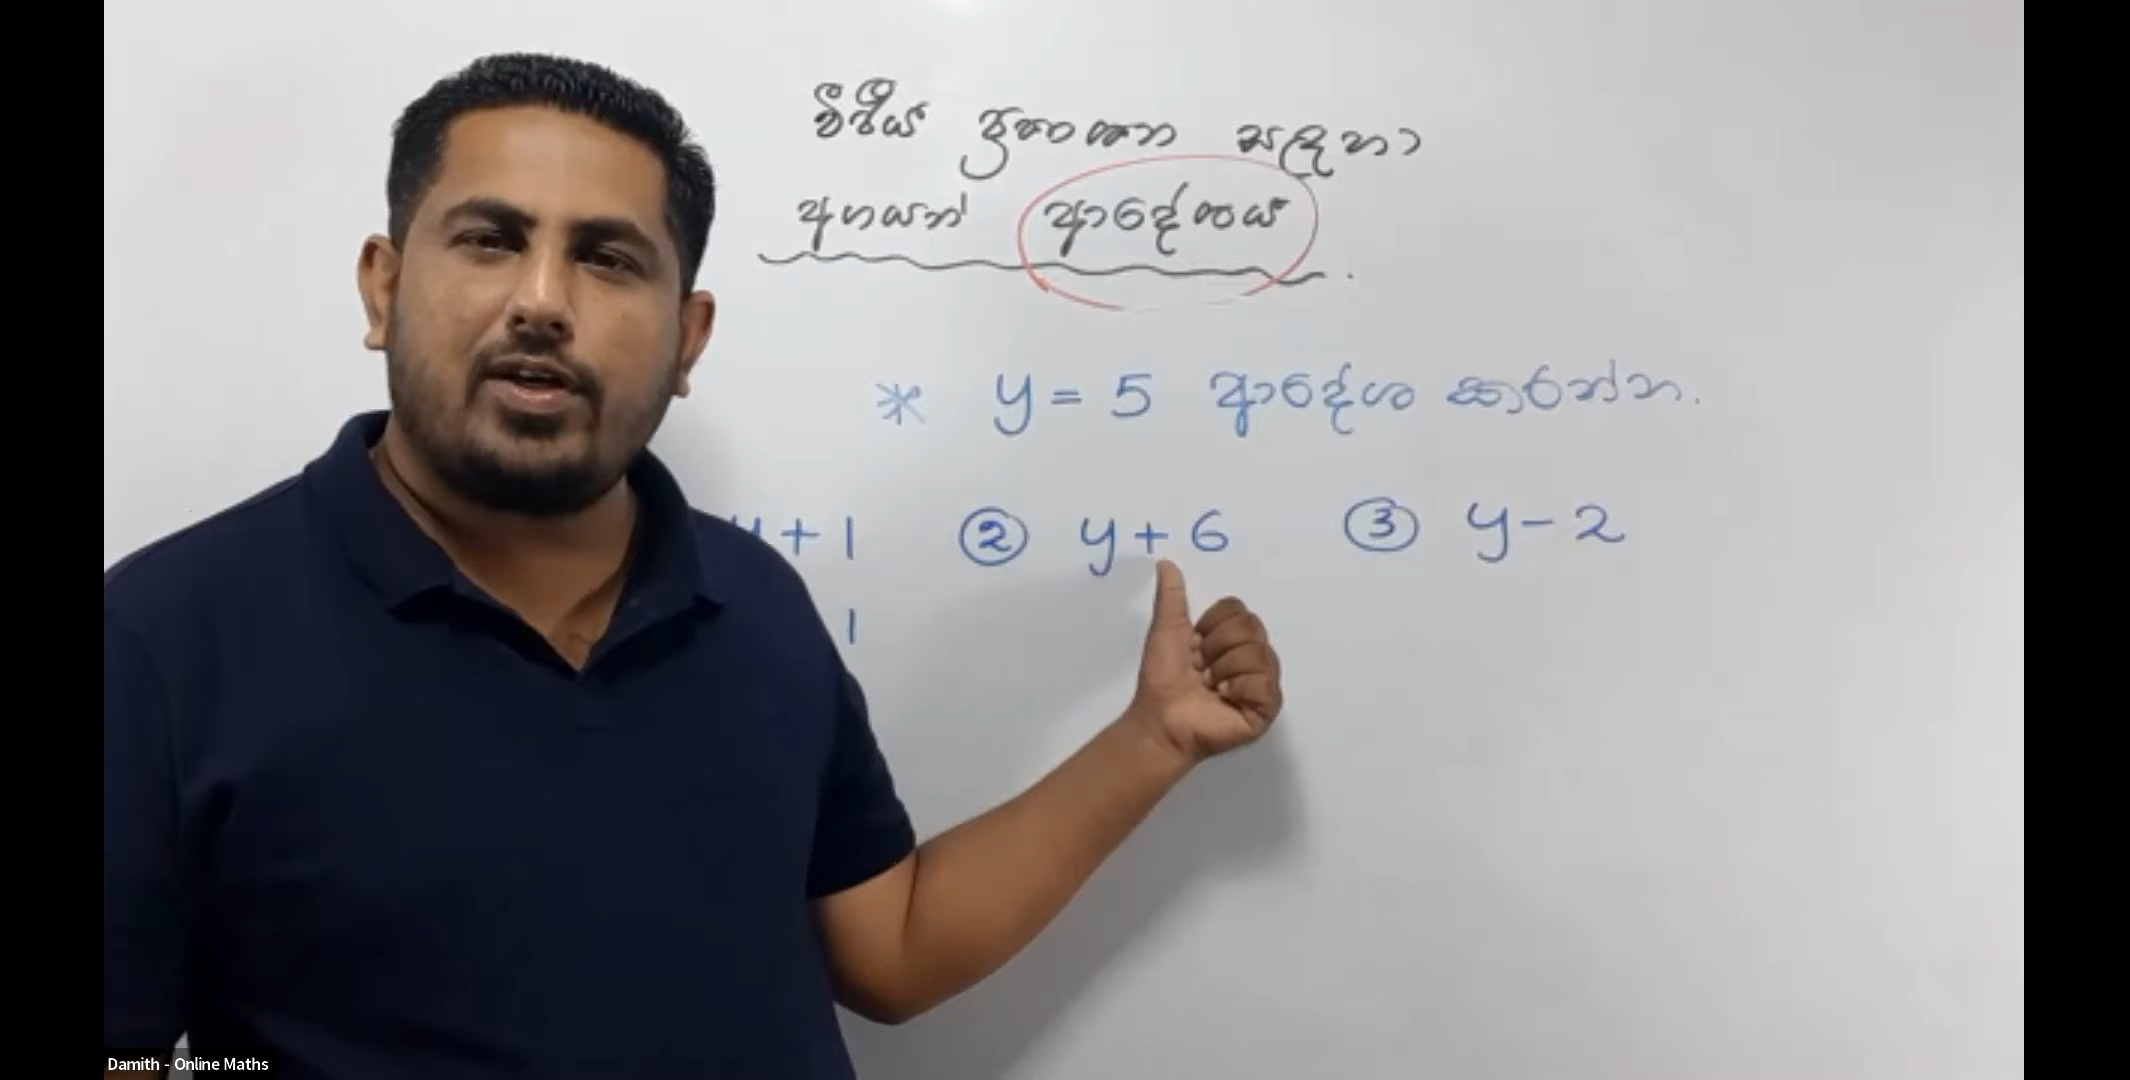 වීජීය ප්‍රකාශන සඳහා
අගයන් ආදේශය
* y = 5 ආදේශ කරන්න.
y + 1 ② y + 6 ③ y - 2
1
Damith - Online Maths